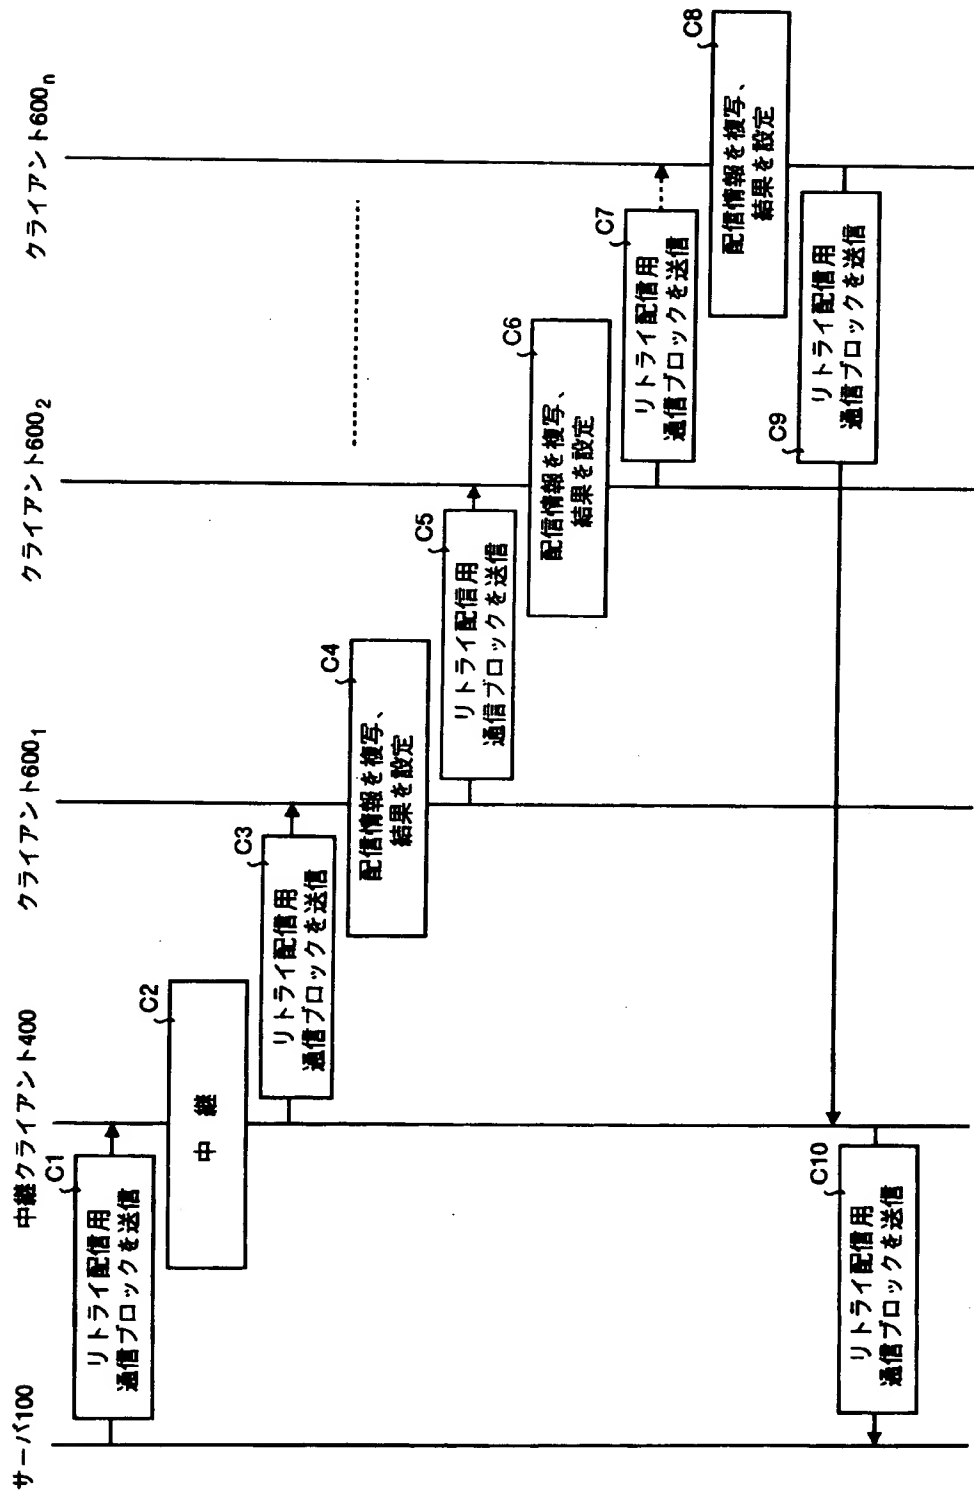 サーバ100
中継クライアント400
クライアント600₁
クライアント600₂
クライアント600ₙ
C1
リトライ配信用
通信ブロックを送信
C2
中 継
C3
リトライ配信用
通信ブロックを送信
C4
配信情報を複写、
結果を設定
C5
リトライ配信用
通信ブロックを送信
C6
配信情報を複写、
結果を設定
C7
リトライ配信用
通信ブロックを送信
C8
配信情報を複写、
結果を設定
C9
リトライ配信用
通信ブロックを送信
C10
リトライ配信用
通信ブロックを送信